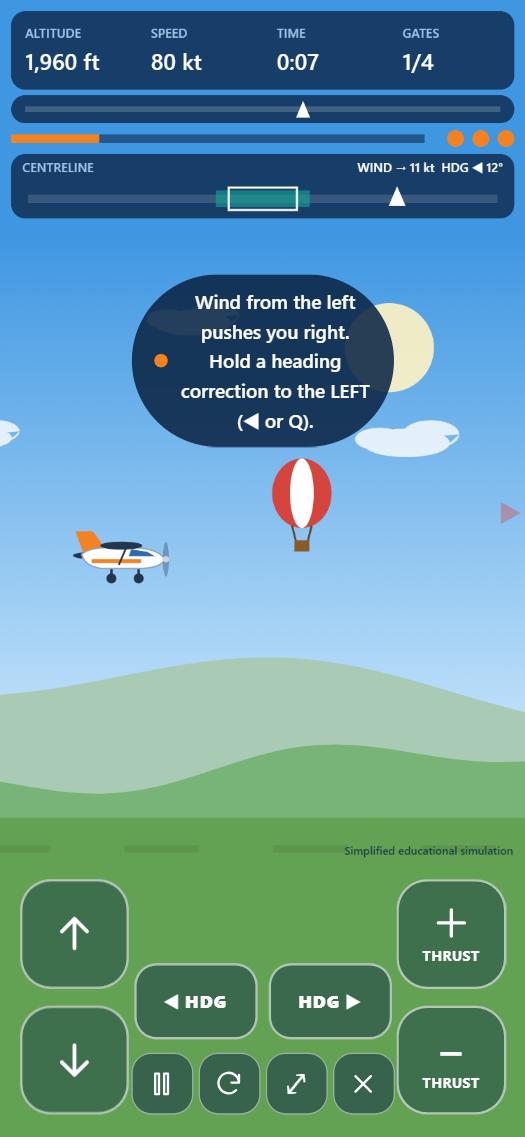 ALTITUDE SPEED TIME GATES
1,960 ft 80 kt 0:07 1/4
CENTRELINE WIND → 11 kt HDG ◀ 12°
Wind from the left
pushes you right.
Hold a heading
correction to the LEFT
(◀ or Q).
Simplified educational simulation
THRUST
◀ HDG HDG ▶
THRUST